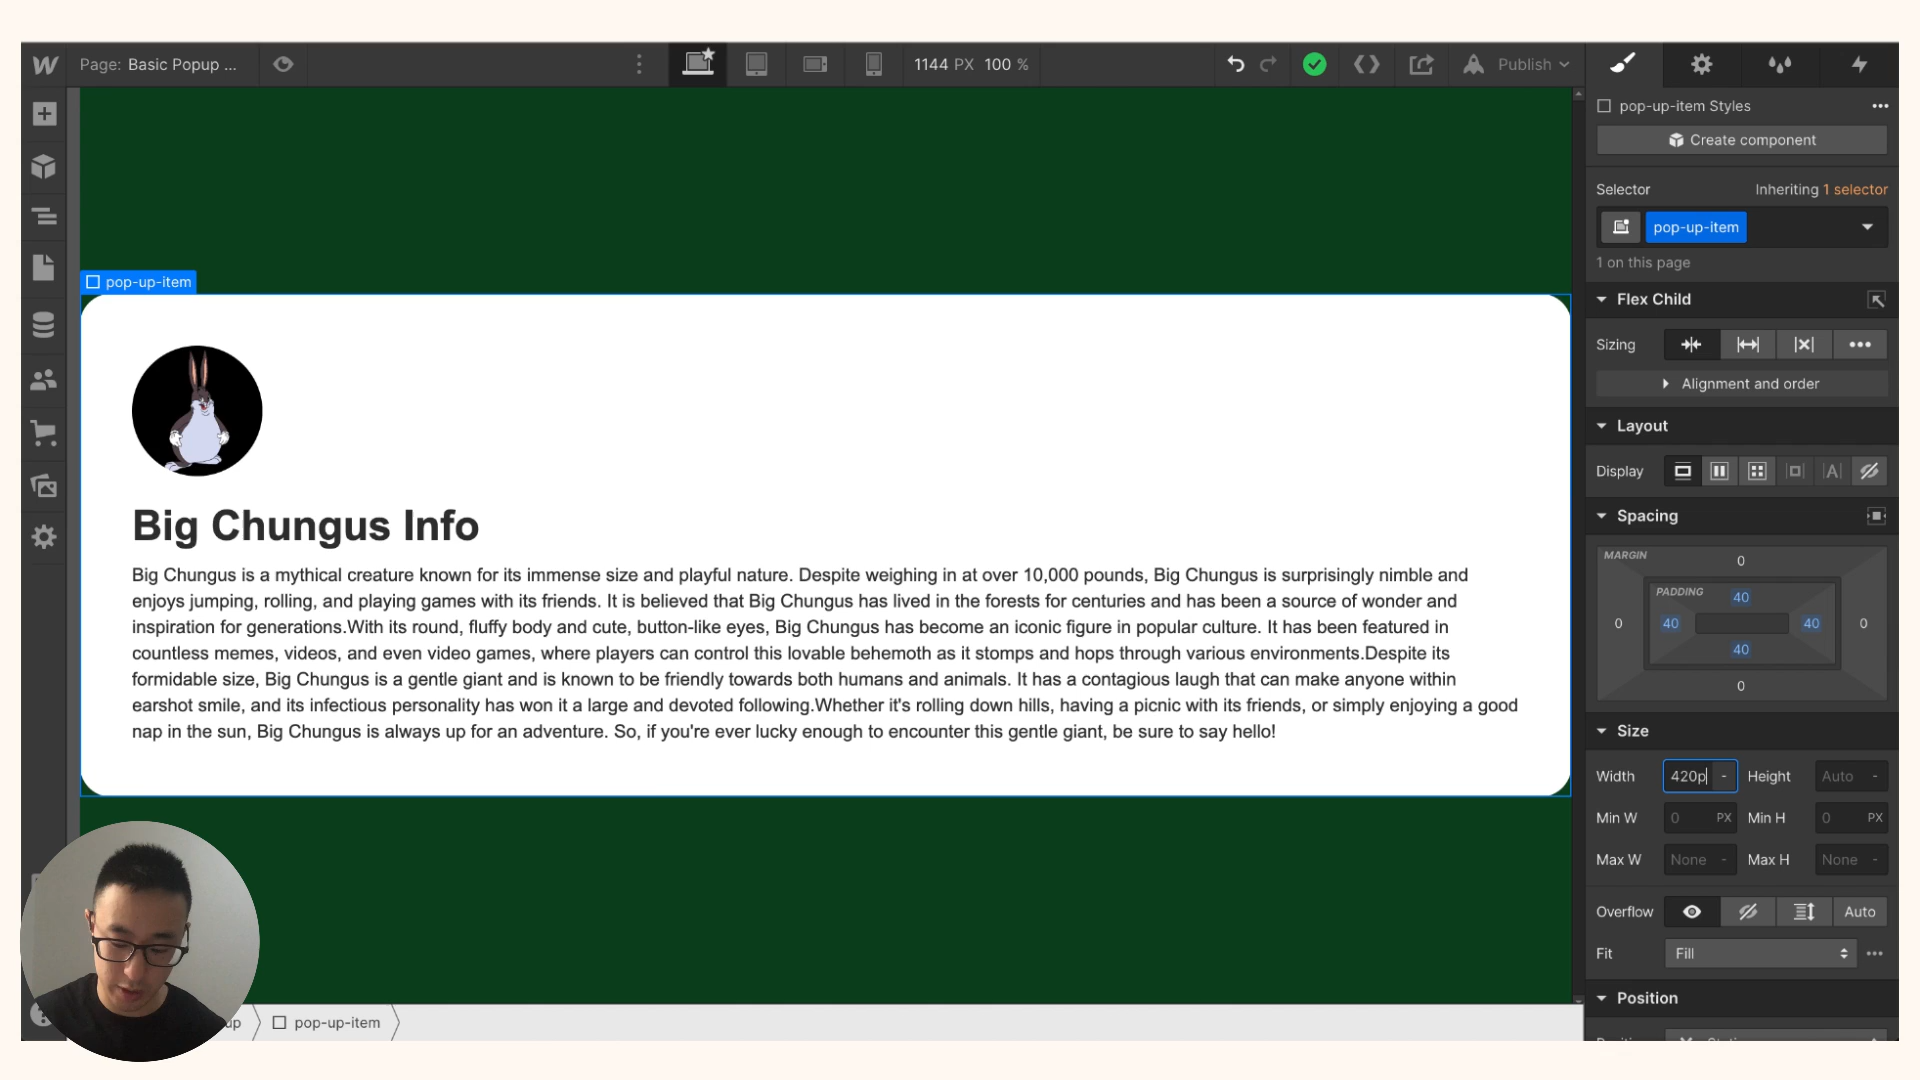 Page: Basic Popup ...
1144 PX 100 %
Publish
pop-up-item Styles
Create component
Selector
Inheriting 1 selector
pop-up-item
1 on this page
Flex Child
Sizing
Alignment and order
Layout
Display
Spacing
MARGIN
0
PADDING
40
0
40
40
0
40
0
Size
Width
420p
-
Height
Auto
-
Min W
0
PX
Min H
0
PX
Max W
None
-
Max H
None
-
Overflow
Auto
Fit
Fill
Position
pop-up-item
Big Chungus Info
Big Chungus is a mythical creature known for its immense size and playful nature. Despite weighing in at over 10,000 pounds, Big Chungus is surprisingly nimble and
enjoys jumping, rolling, and playing games with its friends. It is believed that Big Chungus has lived in the forests for centuries and has been a source of wonder and
inspiration for generations.With its round, fluffy body and cute, button-like eyes, Big Chungus has become an iconic figure in popular culture. It has been featured in
countless memes, videos, and even video games, where players can control this lovable behemoth as it stomps and hops through various environments.Despite its
formidable size, Big Chungus is a gentle giant and is known to be friendly towards both humans and animals. It has a contagious laugh that can make anyone within
earshot smile, and its infectious personality has won it a large and devoted following.Whether it's rolling down hills, having a picnic with its friends, or simply enjoying a good
nap in the sun, Big Chungus is always up for an adventure. So, if you're ever lucky enough to encounter this gentle giant, be sure to say hello!
up
pop-up-item